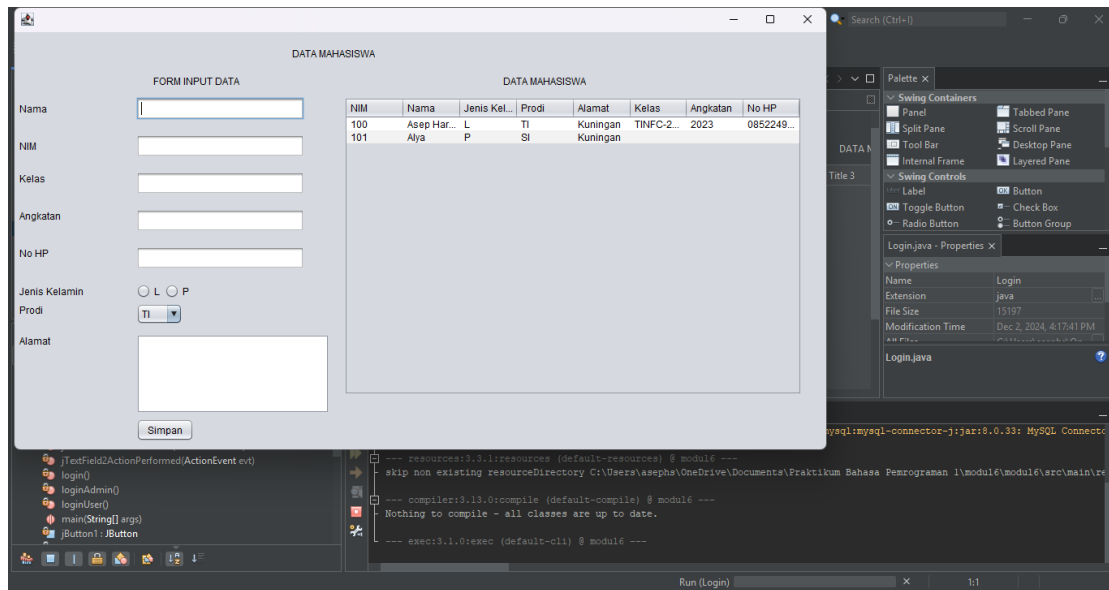 Search (Ctrl+I)
DATA MAHASISWA
FORM INPUT DATA
DATA MAHASISWA
Nama
NIM
Kelas
Angkatan
No HP
Jenis Kelamin
L P
Prodi
TI
Alamat
Simpan
NIM Nama Jenis Kel... Prodi Alamat Kelas Angkatan No HP
100 Asep Har... L TI Kuningan TINFC-2... 2023 0852249...
101 Alya P SI Kuningan
DATA M
Title 3
Palette
Swing Containers
Panel Tabbed Pane
Split Pane Scroll Pane
Tool Bar Desktop Pane
Internal Frame Layered Pane
Swing Controls
Label Button
Toggle Button Check Box
Radio Button Button Group
Login.java - Properties
Properties
Name Login
Extension java
File Size 15197
Modification Time Dec 2, 2024, 4:17:41 PM
Login.java
jTextField2ActionPerformed(ActionEvent evt)
login()
loginAdmin()
loginUser()
main(String[] args)
jButton1 : JButton
mysql:mysql-connector-j:jar:8.0.33: MySQL Connecto
--- resources:3.3.1:resources (default-resources) @ modul6 ---
skip non existing resourceDirectory C:\Users\asephs\OneDrive\Documents\Praktikum Bahasa Pemrograman 1\modul6\modul6\src\main\re
--- compiler:3.13.0:compile (default-compile) @ modul6 ---
Nothing to compile - all classes are up to date.
--- exec:3.1.0:exec (default-cli) @ modul6 ---
Run (Login)
1:1